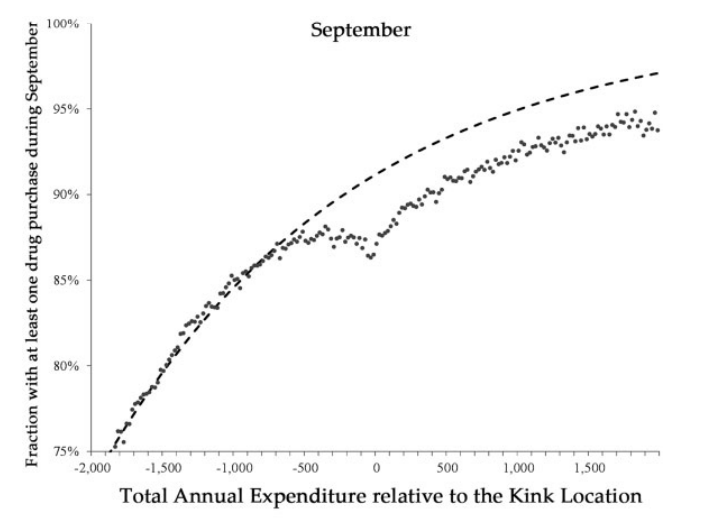 September
Fraction with at least one drug purchase during September
100%
95%
90%
85%
80%
75%
-2,000 -1,500 -1,000 -500 0 500 1,000 1,500
Total Annual Expenditure relative to the Kink Location